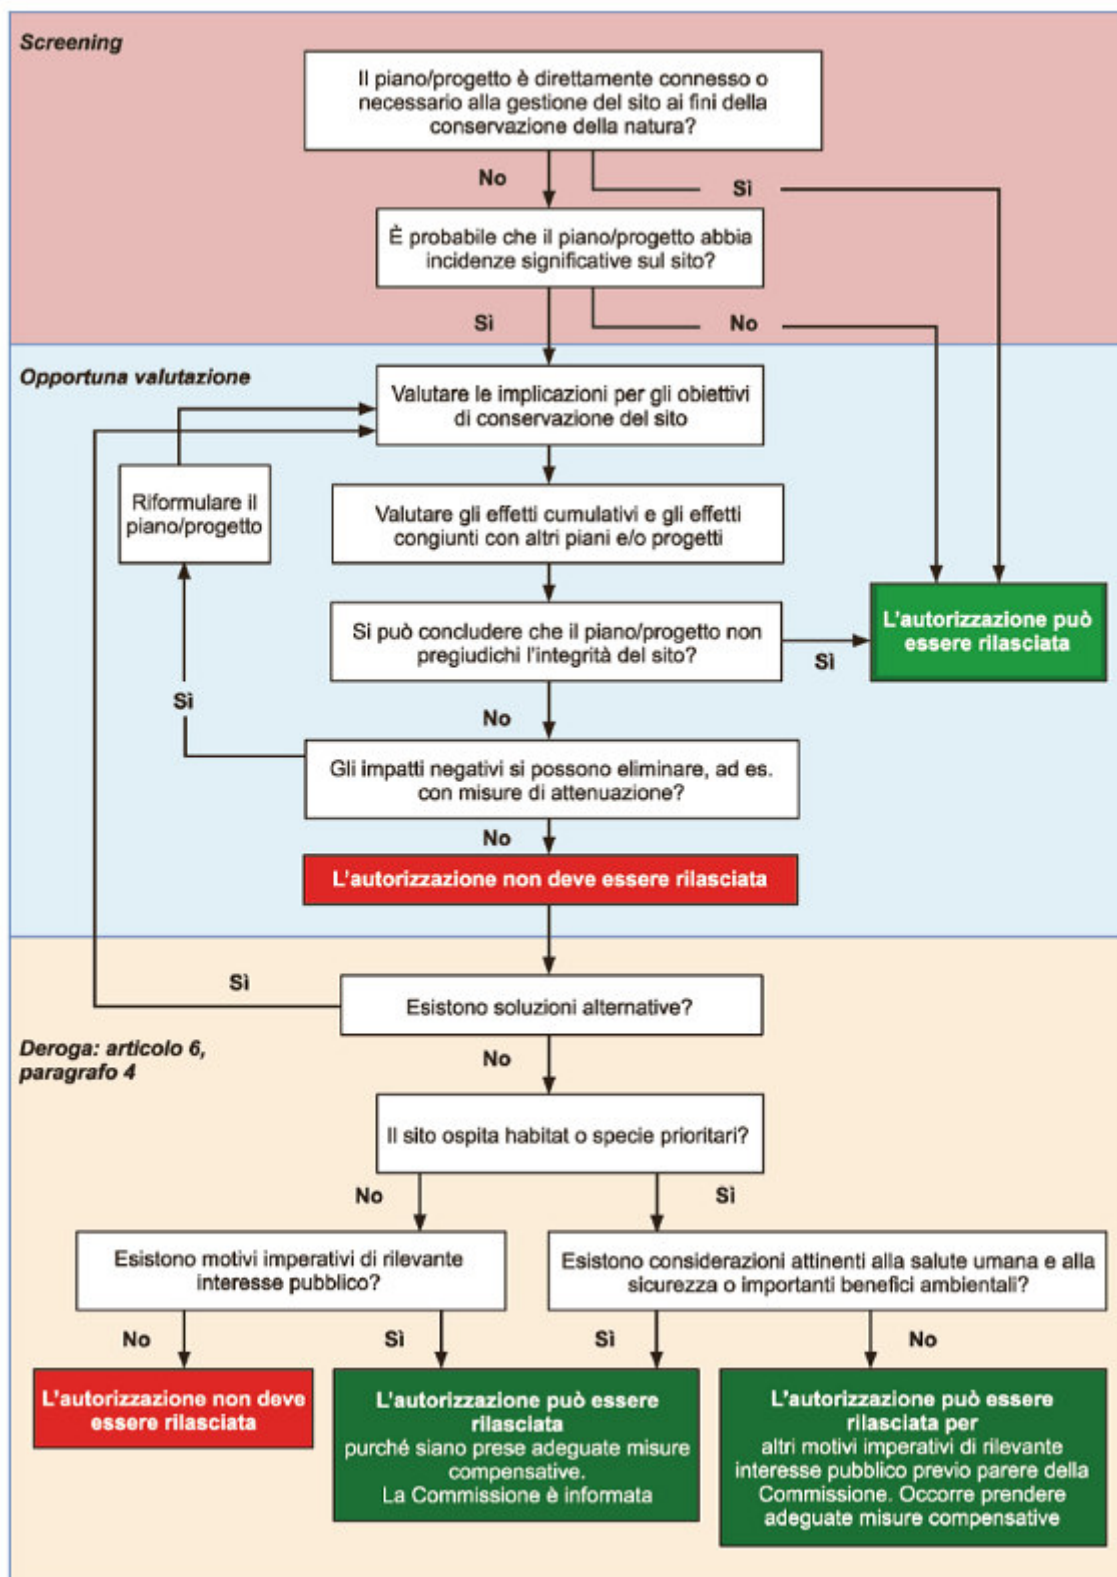 Screening
Il piano/progetto è direttamente connesso o
necessario alla gestione del sito ai fini della
conservazione della natura?
No
Sì
È probabile che il piano/progetto abbia
incidenze significative sul sito?
Sì
No
Opportuna valutazione
Valutare le implicazioni per gli obiettivi
di conservazione del sito
Riformulare il
piano/progetto
Valutare gli effetti cumulativi e gli effetti
congiunti con altri piani e/o progetti
Si può concludere che il piano/progetto non
pregiudichi l'integrità del sito?
Sì
L'autorizzazione può
essere rilasciata
Sì
No
Gli impatti negativi si possono eliminare, ad es.
con misure di attenuazione?
No
L'autorizzazione non deve essere rilasciata
Sì
Esistono soluzioni alternative?
Deroga: articolo 6,
paragrafo 4
No
Il sito ospita habitat o specie prioritari?
No
Sì
Esistono motivi imperativi di rilevante
interesse pubblico?
Esistono considerazioni attinenti alla salute umana e alla
sicurezza o importanti benefici ambientali?
No
Sì
Sì
No
L'autorizzazione non deve
essere rilasciata
L'autorizzazione può essere
rilasciata
purché siano prese adeguate misure
compensative.
La Commissione è informata
L'autorizzazione può essere
rilasciata per
altri motivi imperativi di rilevante
interesse pubblico previo parere della
Commissione. Occorre prendere
adeguate misure compensative